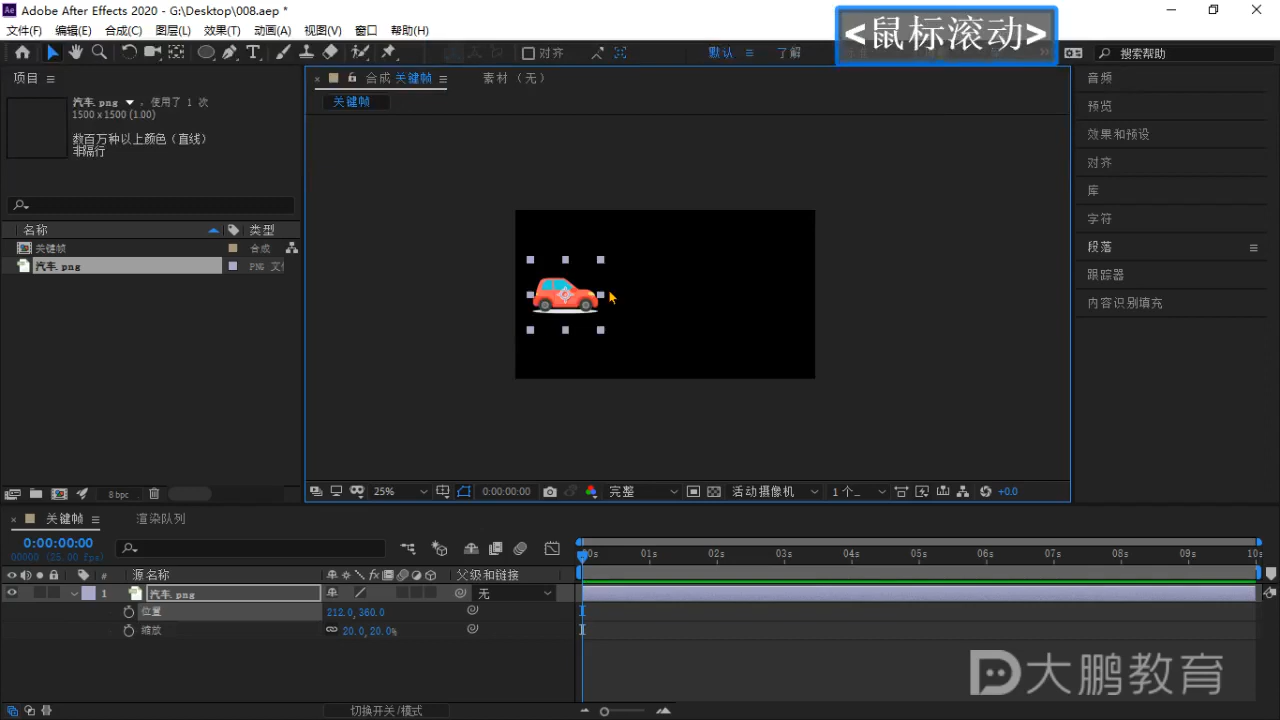 Adobe After Effects 2020 - G:\Desktop\008.aep *
<鼠标滚动>
文件(F) 编辑(E) 合成(C) 图层(L) 效果(T) 动画(A) 视图(V) 窗口 帮助(H)
对齐 默认 了解 搜索帮助
项目
汽车.png ，使用了 1 次
1500 x 1500 (1.00)
数百万种以上颜色（直线）
非隔行
名称 类型
关键帧 合成
汽车.png PNG 文
8 bpc
合成 关键帧 素材（无）
关键帧
25% 0:00:00:00 完整 活动摄像机 1 个… +0.0
音频
预览
效果和预设
对齐
库
字符
段落
跟踪器
内容识别填充
关键帧 渲染队列
0:00:00:00
00000 (25.00 fps)
00s 01s 02s 03s 04s 05s 06s 07s 08s 09s 10s
# 源名称 父级和链接
1 汽车.png 无
位置 212.0,360.0
缩放 20.0,20.0%
切换开关/模式
大鹏教育